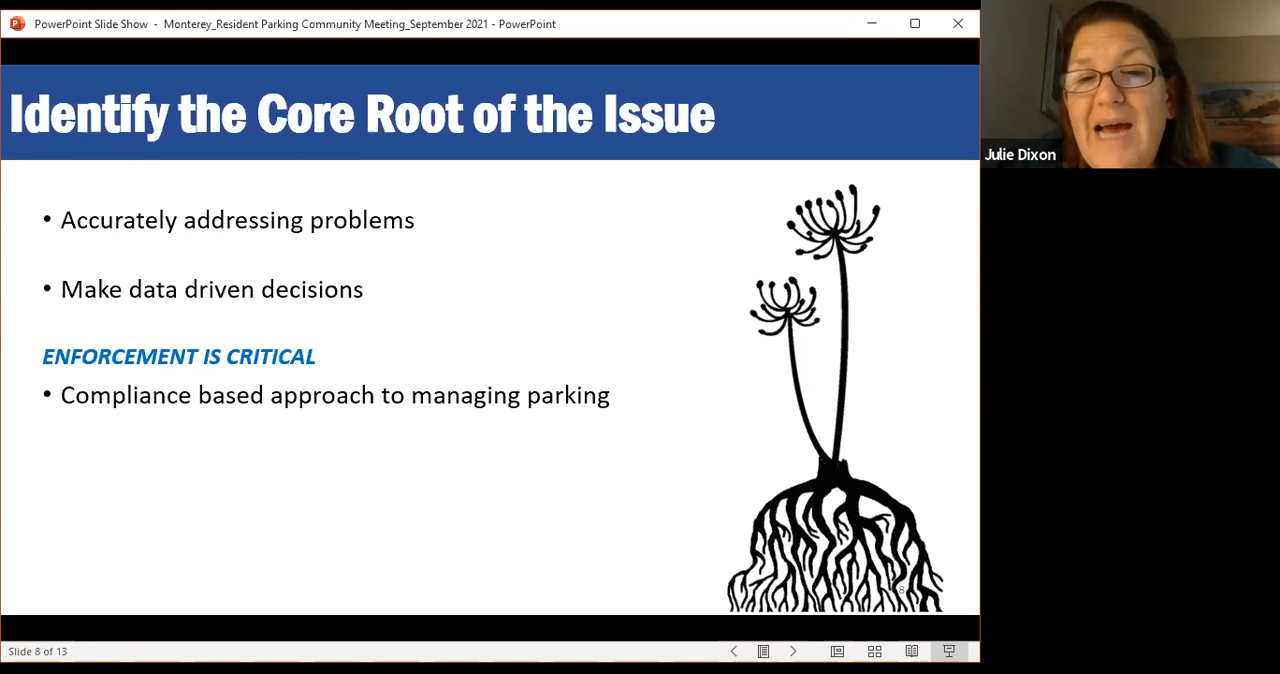 PowerPoint Slide Show - Monterey_Resident Parking Community Meeting_September 2021 - PowerPoint
Identify the Core Root of the Issue
• Accurately addressing problems
• Make data driven decisions
ENFORCEMENT IS CRITICAL
• Compliance based approach to managing parking
8
Slide 8 of 13
Julie Dixon